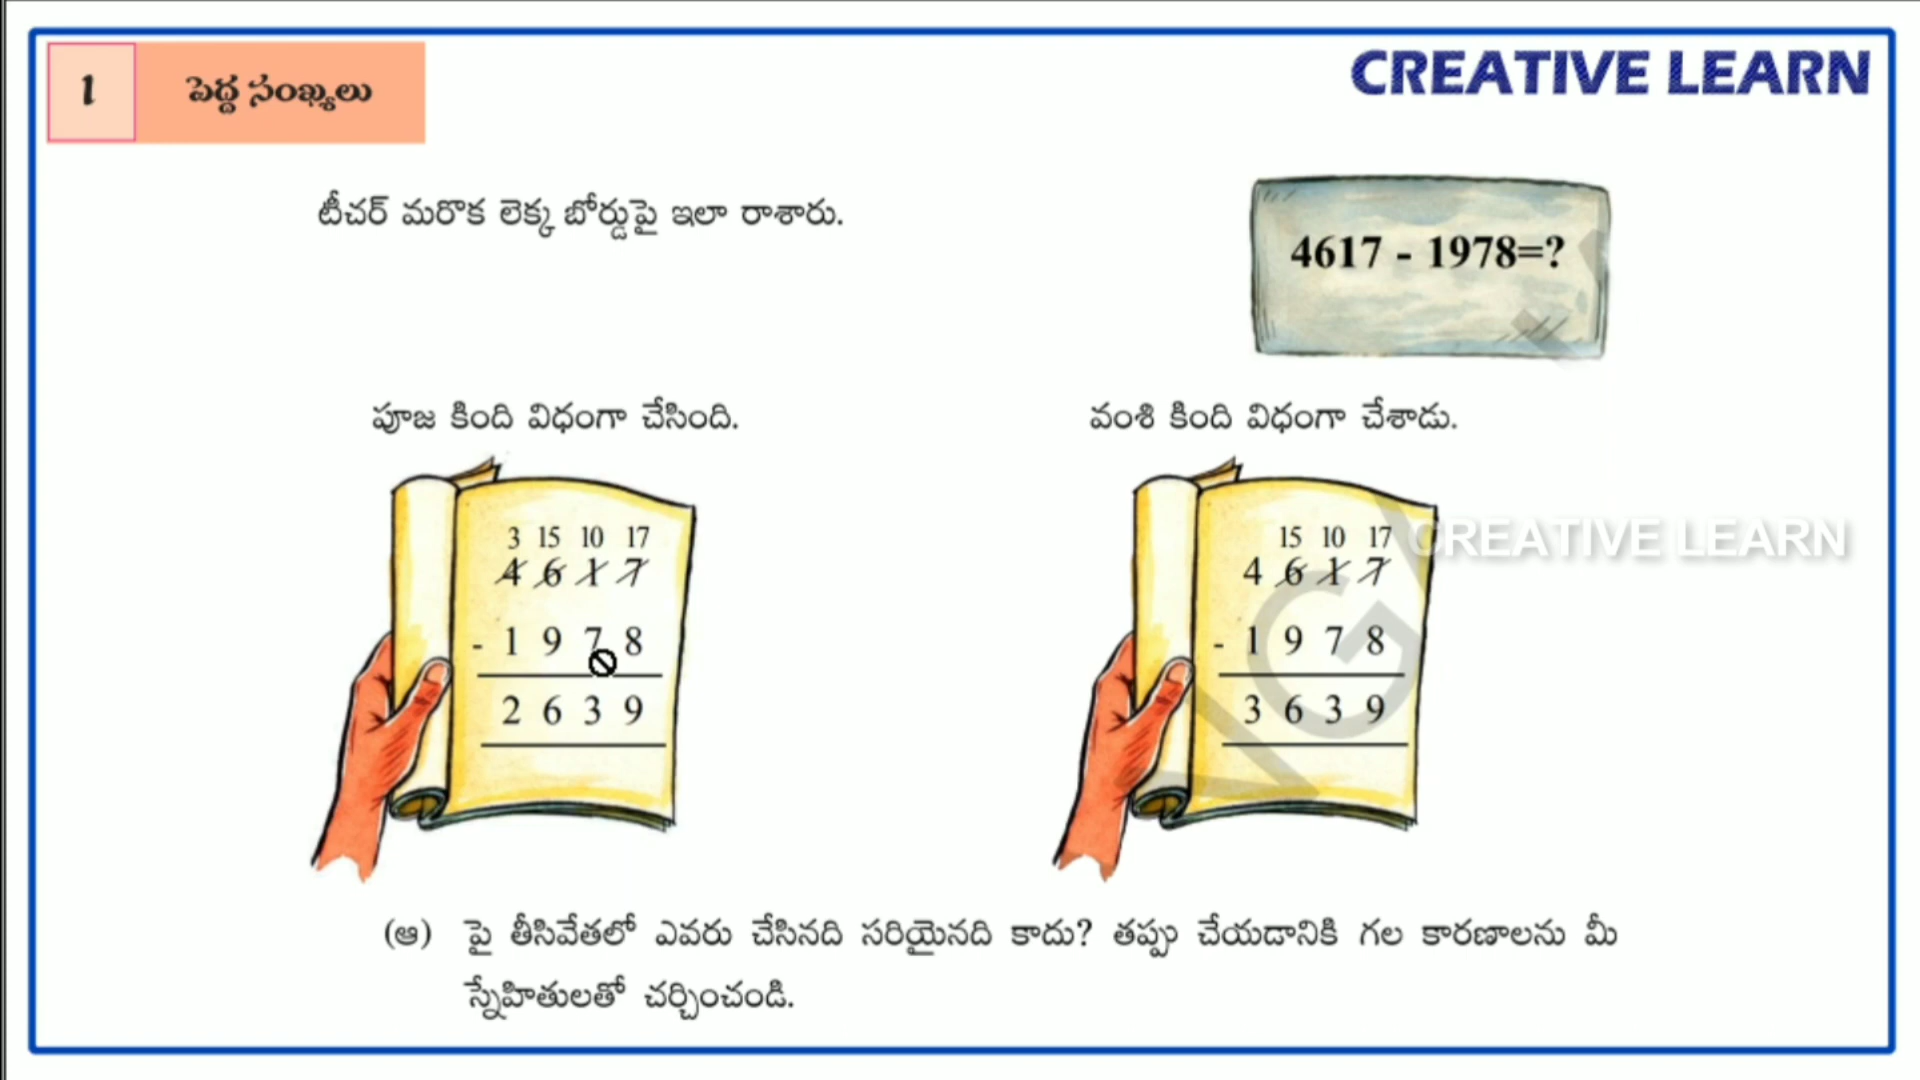 1 పెద్ద సంఖ్యలు
CREATIVE LEARN
టీచర్ మరొక లెక్క బోర్డుపై ఇలా రాశారు.
4617 - 1978=?
పూజ కింది విధంగా చేసింది.
3 15 10 17
4 6 1 7
- 1 9 7 8
2 6 3 9
వంశి కింది విధంగా చేశాడు.
15 10 17
4 6 1 7
- 1 9 7 8
3 6 3 9
CREATIVE LEARN
(ఆ) పై తీసివేతలో ఎవరు చేసినది సరియైనది కాదు? తప్పు చేయడానికి గల కారణాలను మీ
స్నేహితులతో చర్చించండి.